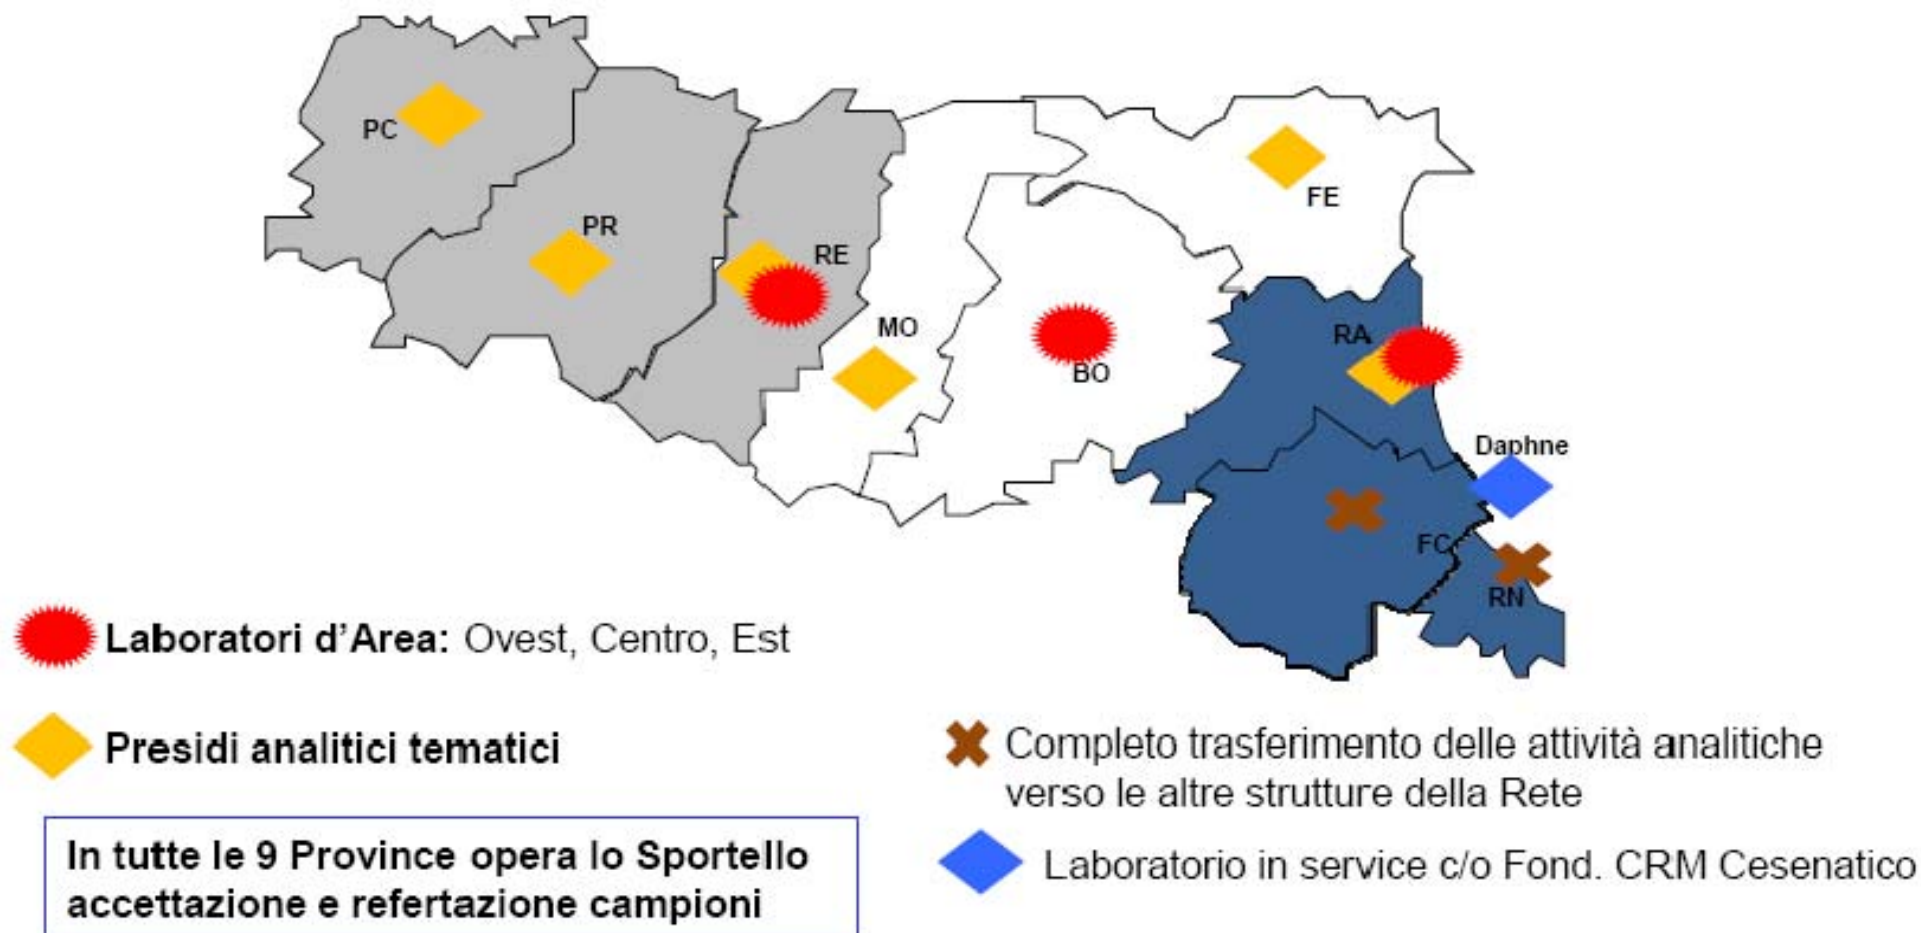 PC
PR
RE
MO
BO
FE
RA
Daphne
FC
RN
Laboratori d’Area: Ovest, Centro, Est
Presidi analitici tematici
In tutte le 9 Province opera lo Sportello
accettazione e refertazione campioni
Completo trasferimento delle attività analitiche
verso le altre strutture della Rete
Laboratorio in service c/o Fond. CRM Cesenatico